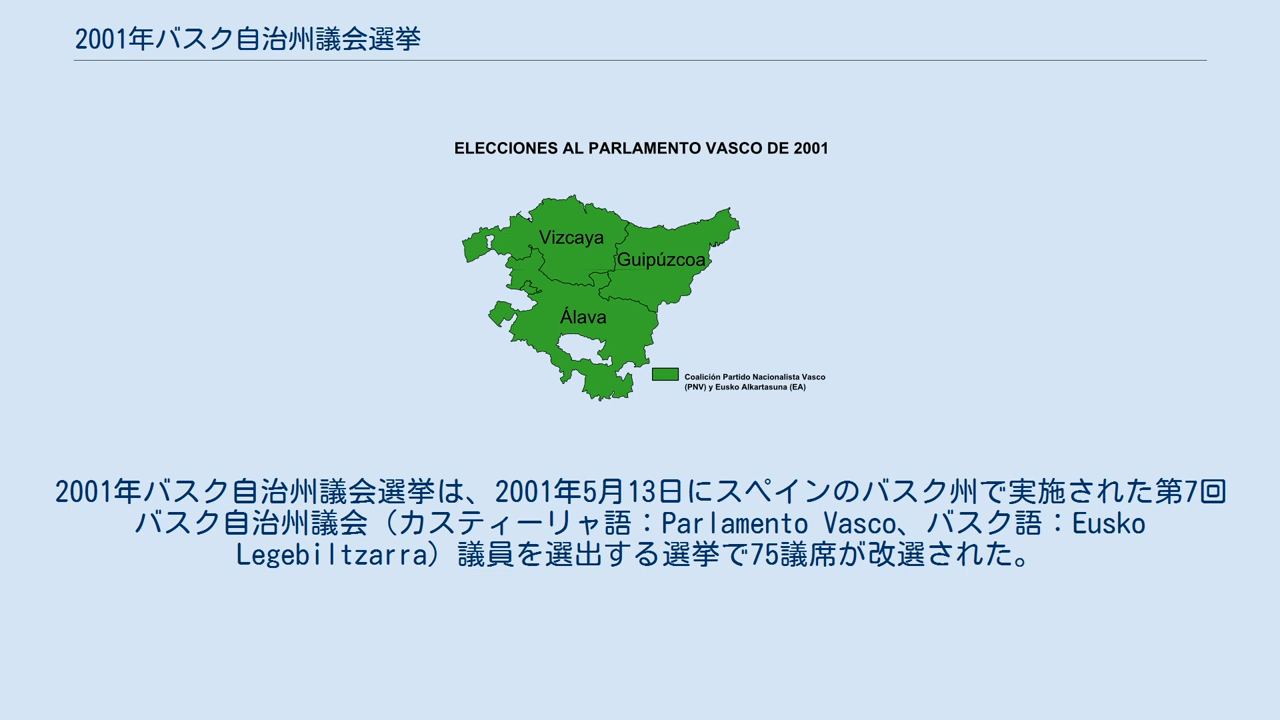 2001年バスク自治州議会選挙
ELECCIONES AL PARLAMENTO VASCO DE 2001
Vizcaya
Guipúzcoa
Álava
Coalición Partido Nacionalista Vasco
(PNV) y Eusko Alkartasuna (EA)
2001年バスク自治州議会選挙は、2001年5月13日にスペインのバスク州で実施された第7回
バスク自治州議会（カスティーリャ語：Parlamento Vasco、バスク語：Eusko
Legebiltzarra）議員を選出する選挙で75議席が改選された。